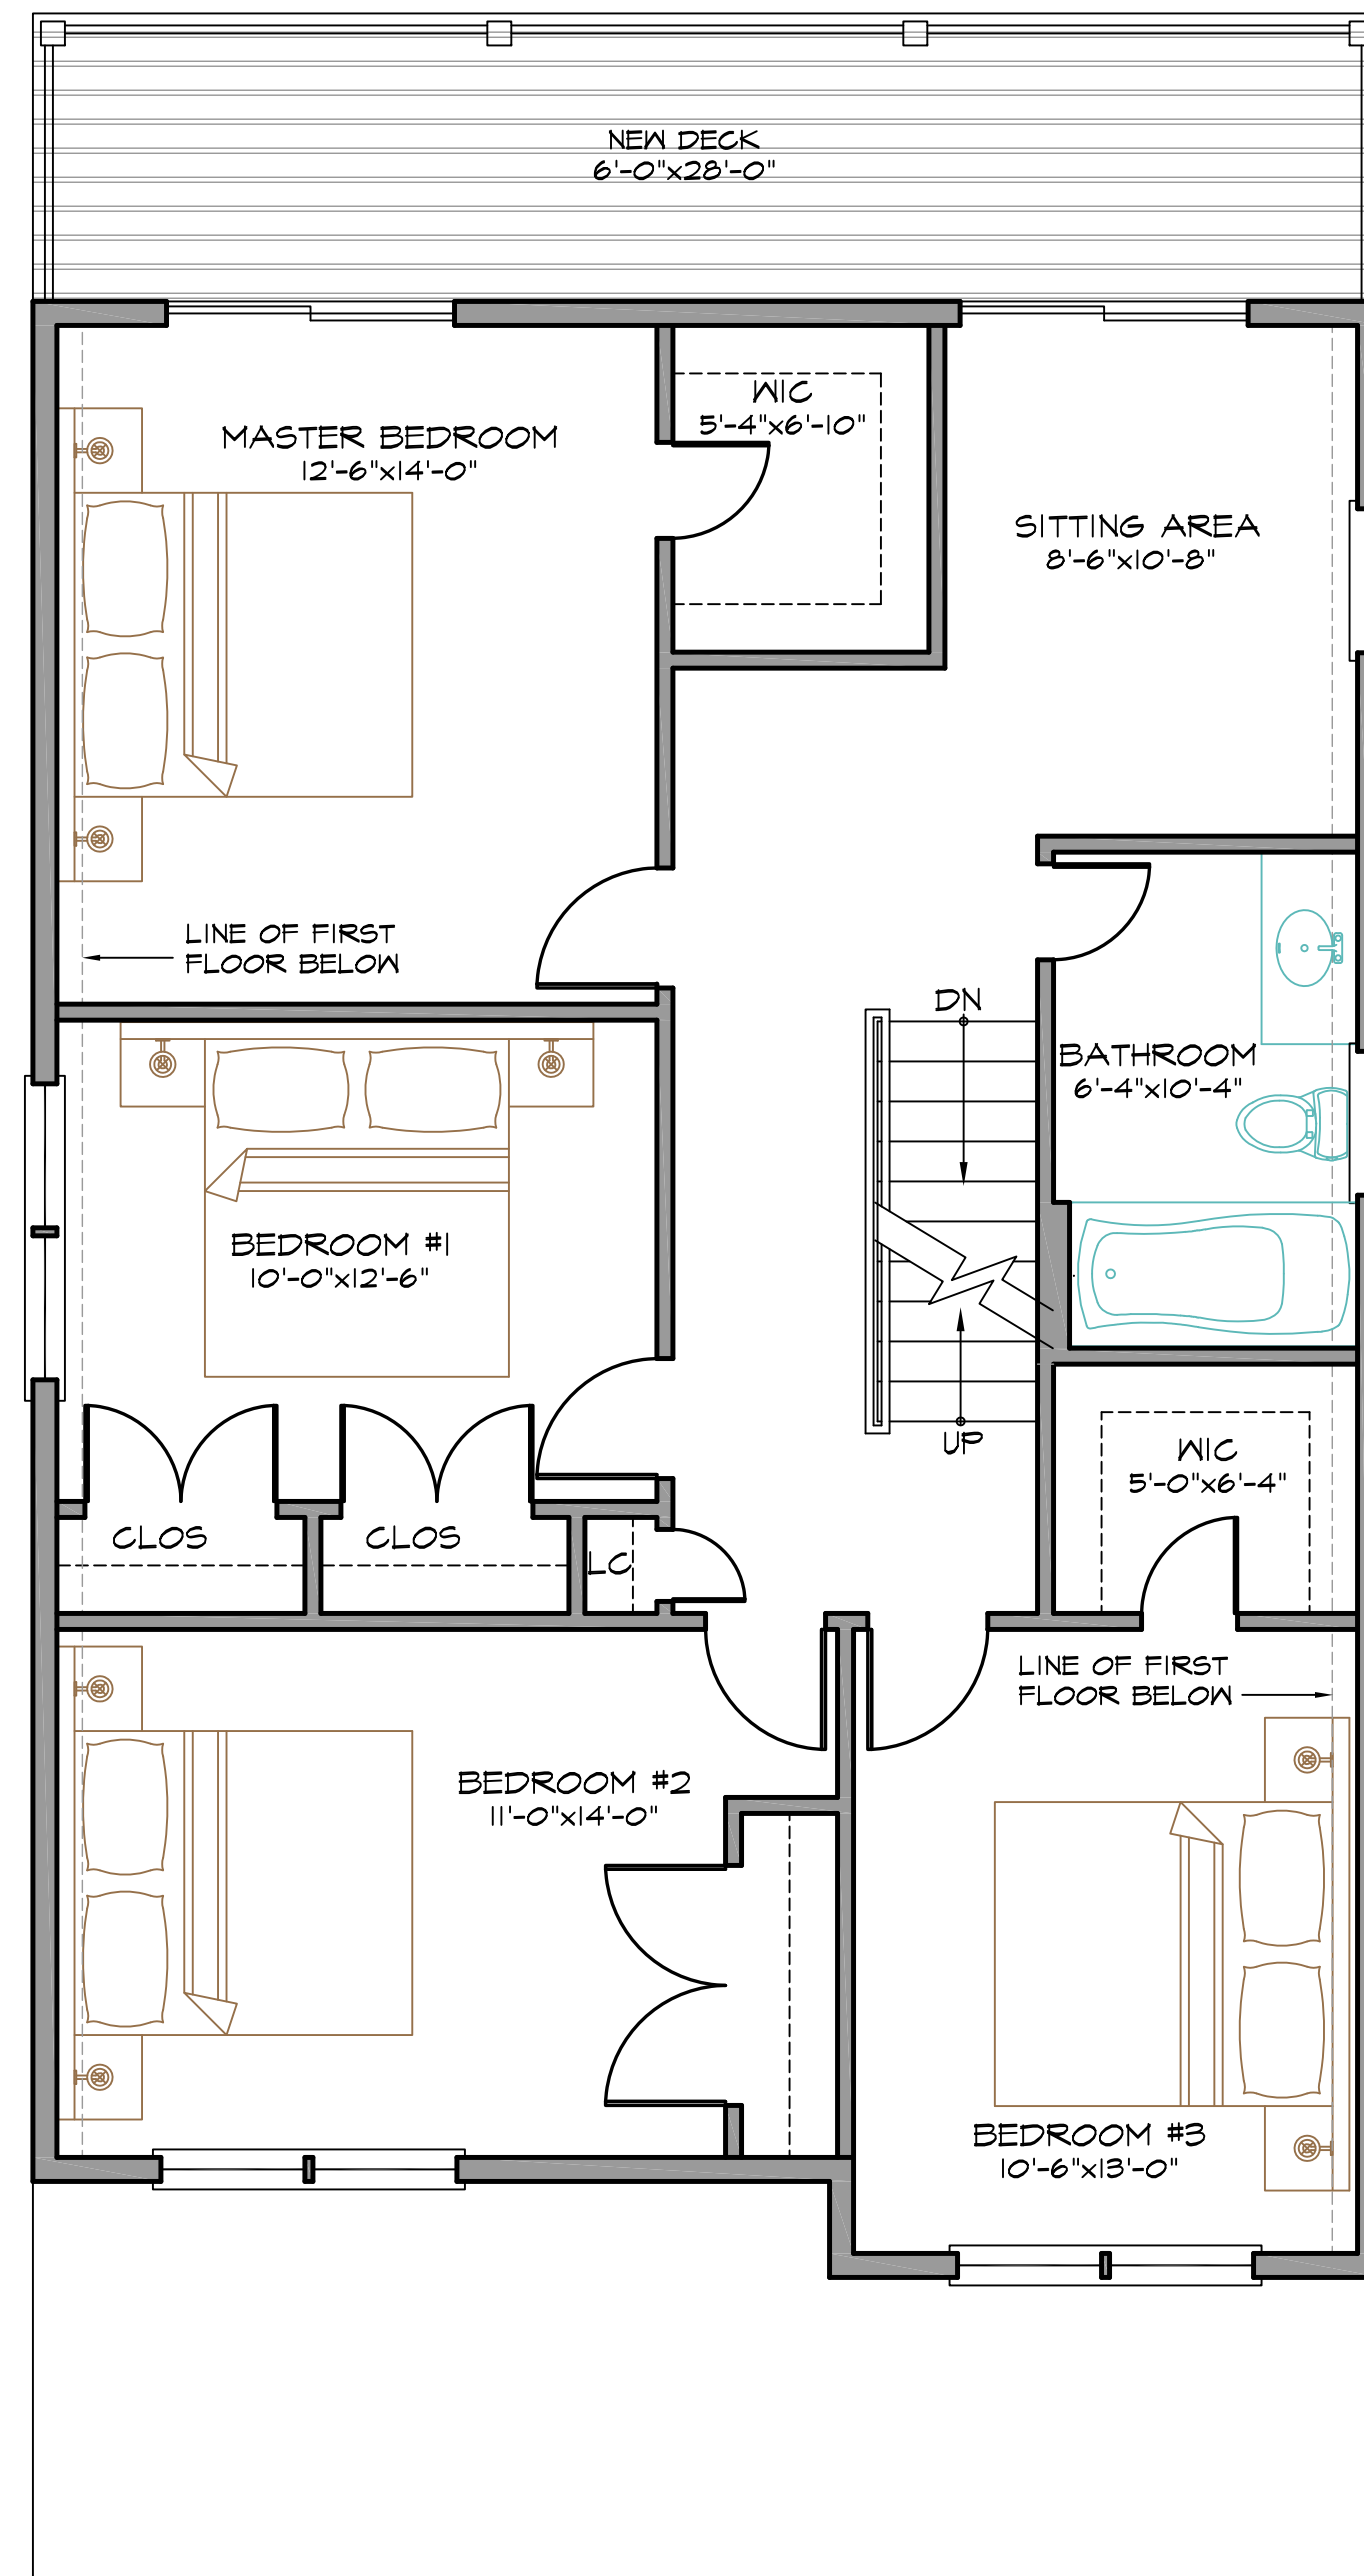 NEW DECK
6'-0"x28'-0"
WIC
5'-4"x6'-10"
MASTER BEDROOM
12'-6"x14'-0"
SITTING AREA
8'-6"x10'-8"
LINE OF FIRST
FLOOR BELOW
DN
BATHROOM
6'-4"x10'-4"
BEDROOM #1
10'-0"x12'-6"
UP
WIC
5'-0"x6'-4"
CLOS
CLOS
LC
LINE OF FIRST
FLOOR BELOW
BEDROOM #2
11'-0"x14'-0"
BEDROOM #3
10'-6"x13'-0"